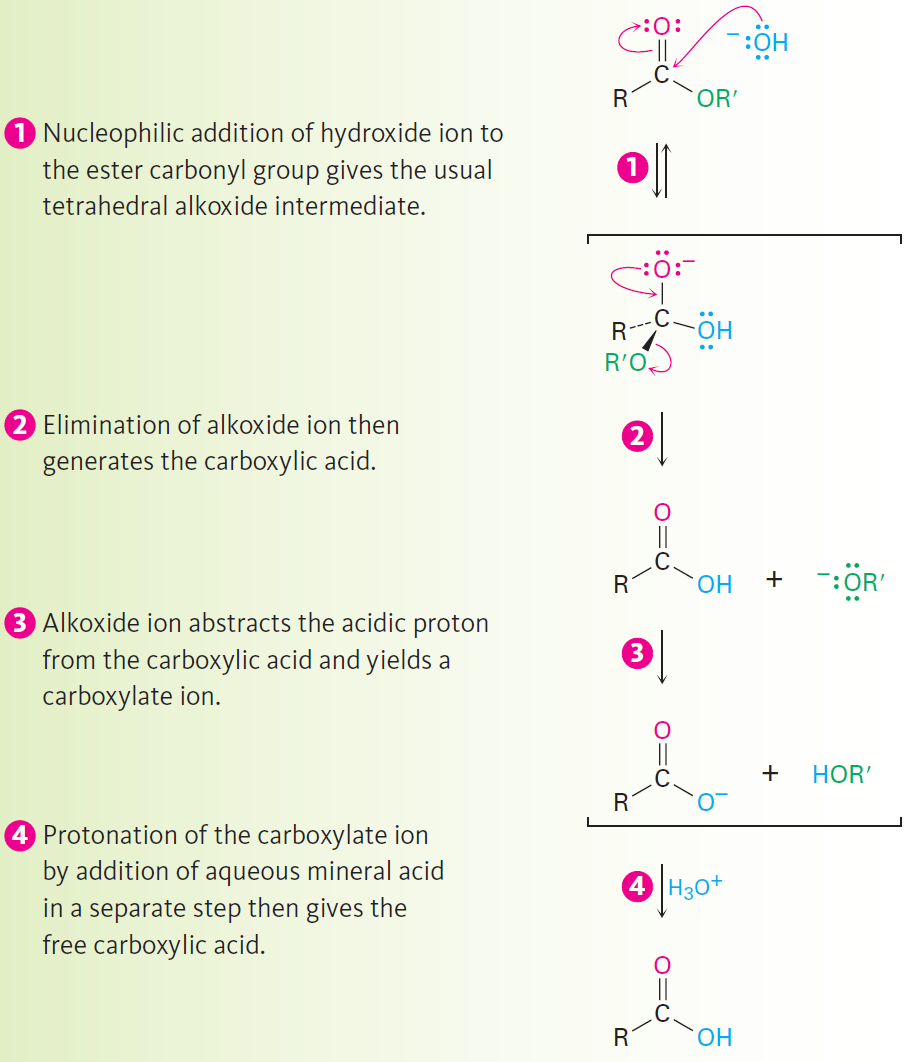 :O:
− :ÖH
C
R
OR′
1 Nucleophilic addition of hydroxide ion to
the ester carbonyl group gives the usual
tetrahedral alkoxide intermediate.
1
:Ö:−
R
C
ÖH
R′O
2 Elimination of alkoxide ion then
generates the carboxylic acid.
2
O
C
R
OH
+
− :ÖR′
3 Alkoxide ion abstracts the acidic proton
from the carboxylic acid and yields a
carboxylate ion.
3
O
C
R
O−
+
HOR′
4 Protonation of the carboxylate ion
by addition of aqueous mineral acid
in a separate step then gives the
free carboxylic acid.
4
H₃O⁺
O
C
R
OH